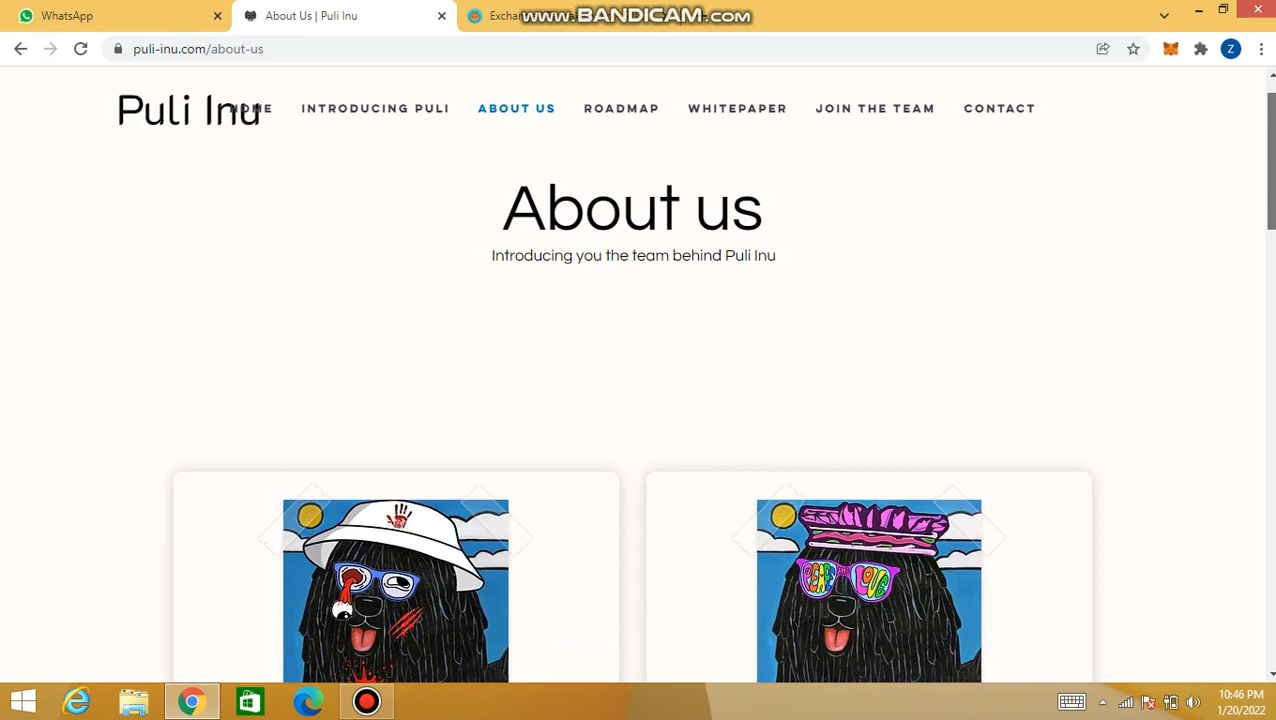 WhatsApp
About Us | Puli Inu
www.BANDICAM.com
puli-inu.com/about-us
Z
Puli Inu
HOME
INTRODUCING PULI
ABOUT US
ROADMAP
WHITEPAPER
JOIN THE TEAM
CONTACT
About us
Introducing you the team behind Puli Inu
PEACE LOVE
10:46 PM
1/20/2022